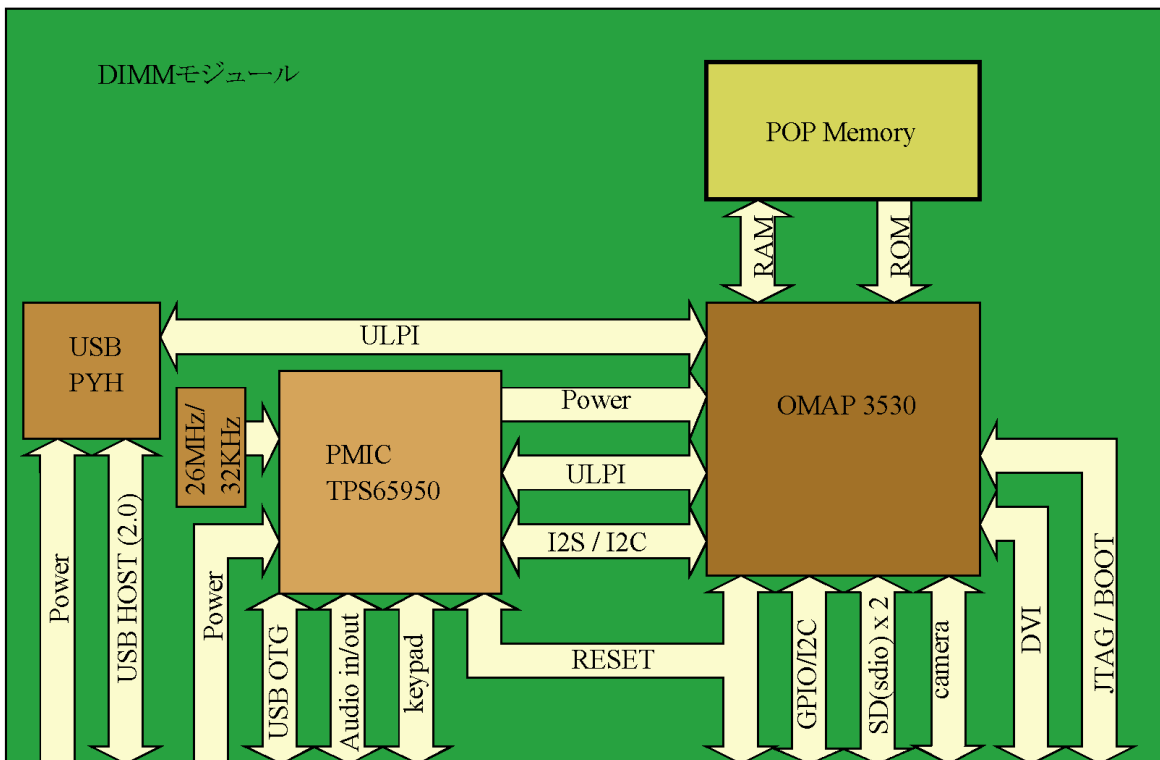 DIMMモジュール
POP Memory
RAM
ROM
USB
PYH
ULPI
OMAP 3530
26MHz/
32KHz
PMIC
TPS65950
Power
ULPI
I2S / I2C
Power
USB HOST (2.0)
Power
USB OTG
Audio in/out
keypad
RESET
GPIO/I2C
SD(sdio) x 2
camera
DVI
JTAG / BOOT